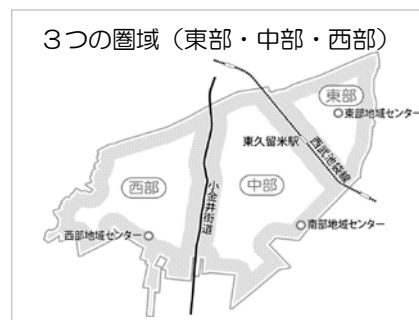 3つの圏域（東部・中部・西部）
東部
東部地域センター
東久留米駅
西武池袋線
西部
中部
小金井街道
南部地域センター
西部地域センター